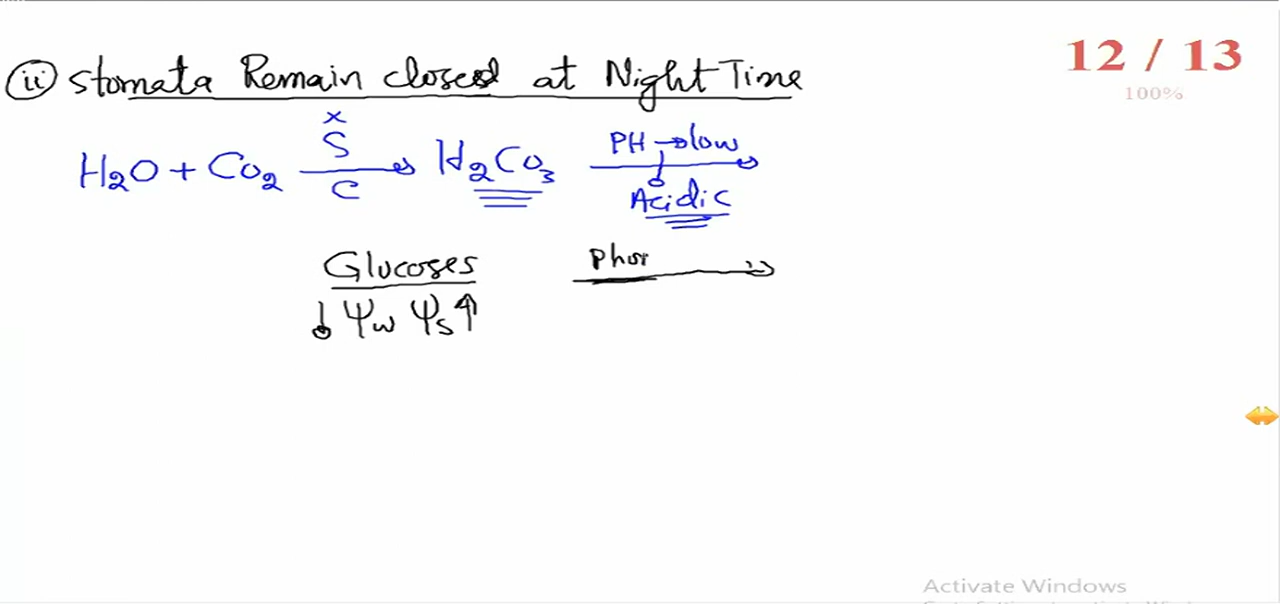 ii Stomata Remain closed at Night Time
12 / 13
100%
x
S
H2O + CO2 → H2CO3
C
PH → low
Acidic
Glucoses
Phor
↓ Ψw Ψs ↑
Activate Windows